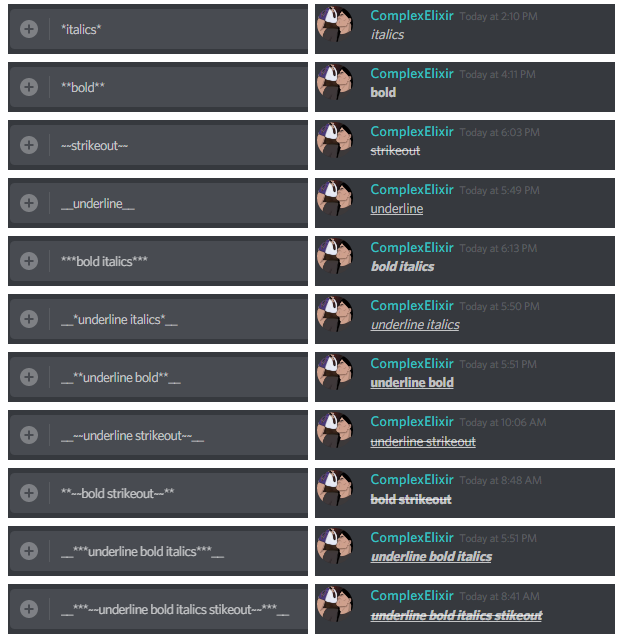 *italics*
ComplexElixir Today at 2:10 PM
italics
**bold**
ComplexElixir Today at 4:11 PM
bold
~~strikeout~~
ComplexElixir Today at 6:03 PM
strikeout
__underline__
ComplexElixir Today at 5:49 PM
underline
***bold italics***
ComplexElixir Today at 6:13 PM
bold italics
__*underline italics*__
ComplexElixir Today at 5:50 PM
underline italics
__**underline bold**__
ComplexElixir Today at 5:51 PM
underline bold
__~~underline strikeout~~__
ComplexElixir Today at 10:06 AM
underline strikeout
**~~bold strikeout~~**
ComplexElixir Today at 8:48 AM
bold strikeout
__***underline bold italics***__
ComplexElixir Today at 5:51 PM
underline bold italics
__***~~underline bold italics stikeout~~***__
ComplexElixir Today at 8:41 AM
underline bold italics stikeout